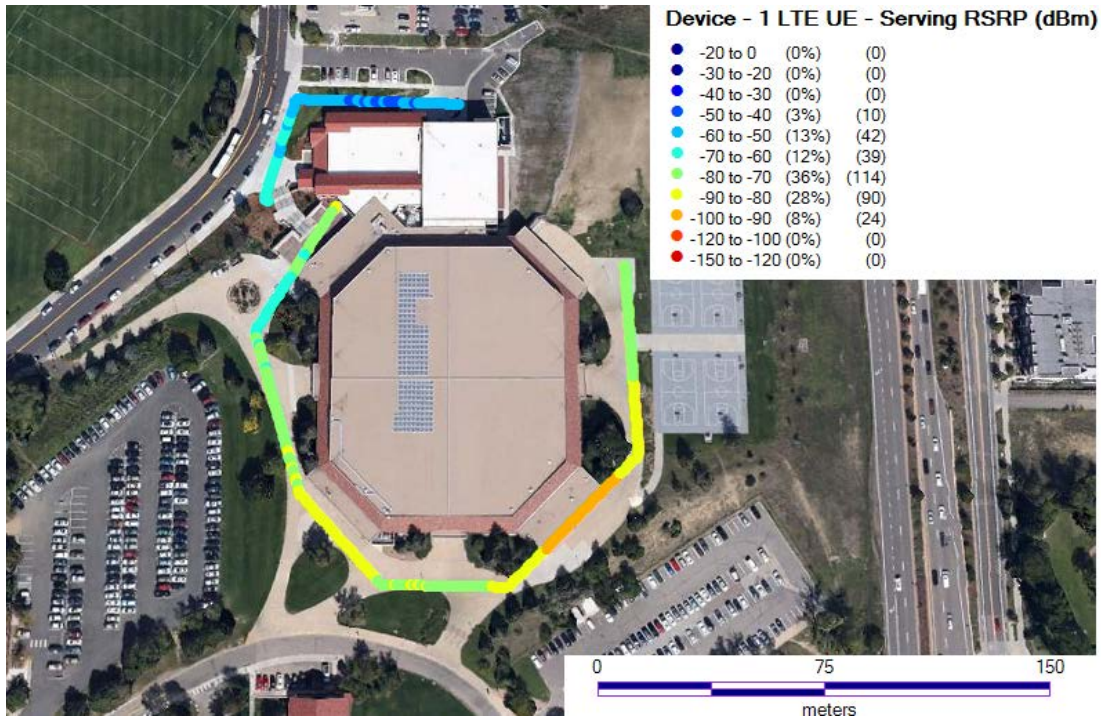 Device - 1 LTE UE - Serving RSRP (dBm)
-20 to 0 (0%) (0)
-30 to -20 (0%) (0)
-40 to -30 (0%) (0)
-50 to -40 (3%) (10)
-60 to -50 (13%) (42)
-70 to -60 (12%) (39)
-80 to -70 (36%) (114)
-90 to -80 (28%) (90)
-100 to -90 (8%) (24)
-120 to -100 (0%) (0)
-150 to -120 (0%) (0)
0 75 150
meters